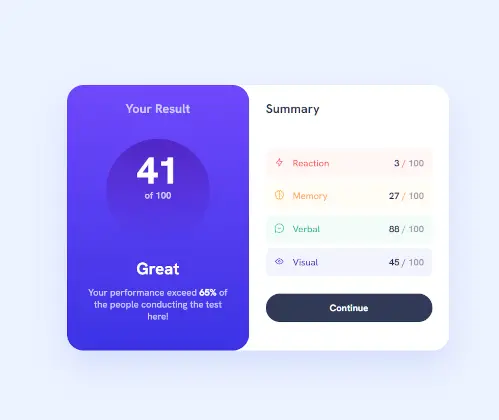 Your Result
41
of 100
Great
Your performance exceed 65% of
the people conducting the test
here!
Summary
Reaction 3 / 100
Memory 27 / 100
Verbal 88 / 100
Visual 45 / 100
Continue